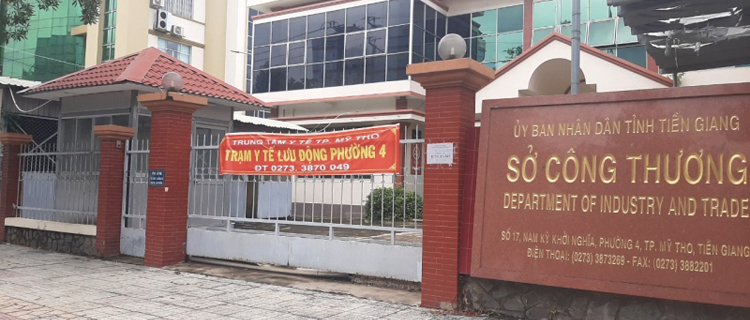 TRUNG TÂM Y TẾ TP. MỸ THO
TRẠM Y TẾ LƯU ĐỘNG PHƯỜNG 4
ĐT 0273. 3870 049
ỦY BAN NHÂN DÂN TỈNH TIỀN GIANG
SỞ CÔNG THƯƠNG
DEPARTMENT OF INDUSTRY AND TRADE
SỐ 17, NAM KỲ KHỞI NGHĨA, PHƯỜNG 4, TP. MỸ THO, TIỀN GIANG
ĐIỆN THOẠI: (0273) 3873269 - FAX: (0273) 3882201